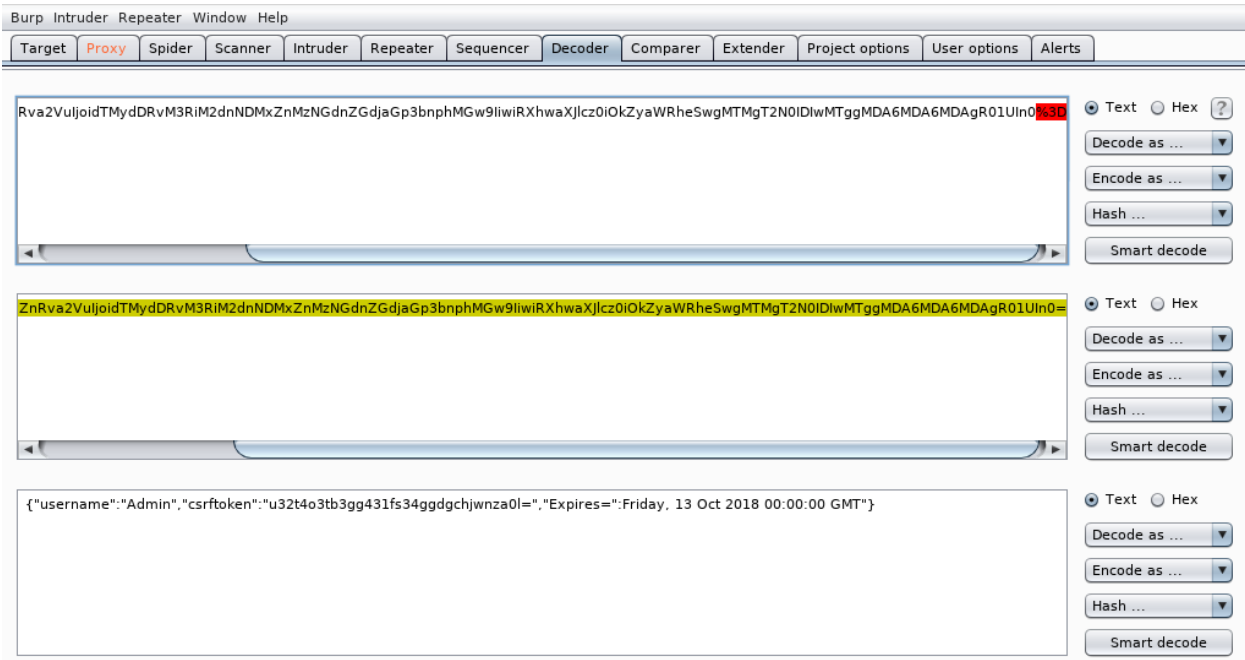 Burp Intruder Repeater Window Help
Target Proxy Spider Scanner Intruder Repeater Sequencer Decoder Comparer Extender Project options User options Alerts
Rva2VuIjoidTMydDRvM3RiM2dnNDMxZnMzNGdnZGdjaGp3bnphMGw9IiwiRXhwaXJlcz0iOkZyaWRheSwgMTMgT2N0IDIwMTggMDA6MDA6MDAgR01UIn0%3D
Text Hex ?
Decode as ...
Encode as ...
Hash ...
Smart decode
ZnRva2VuIjoidTMydDRvM3RiM2dnNDMxZnMzNGdnZGdjaGp3bnphMGw9IiwiRXhwaXJlcz0iOkZyaWRheSwgMTMgT2N0IDIwMTggMDA6MDA6MDAgR01UIn0=
Text Hex
Decode as ...
Encode as ...
Hash ...
Smart decode
{"username":"Admin","csrftoken":"u32t4o3tb3gg431fs34ggdgchjwnza0l=","Expires=":Friday, 13 Oct 2018 00:00:00 GMT"}
Text Hex
Decode as ...
Encode as ...
Hash ...
Smart decode